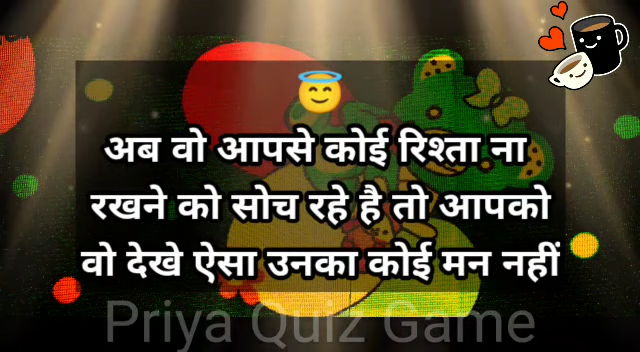 अब वो आपसे कोई रिश्ता ना
रखने को सोच रहे है तो आपको
वो देखे ऐसा उनका कोई मन नहीं
Priya Quiz Game